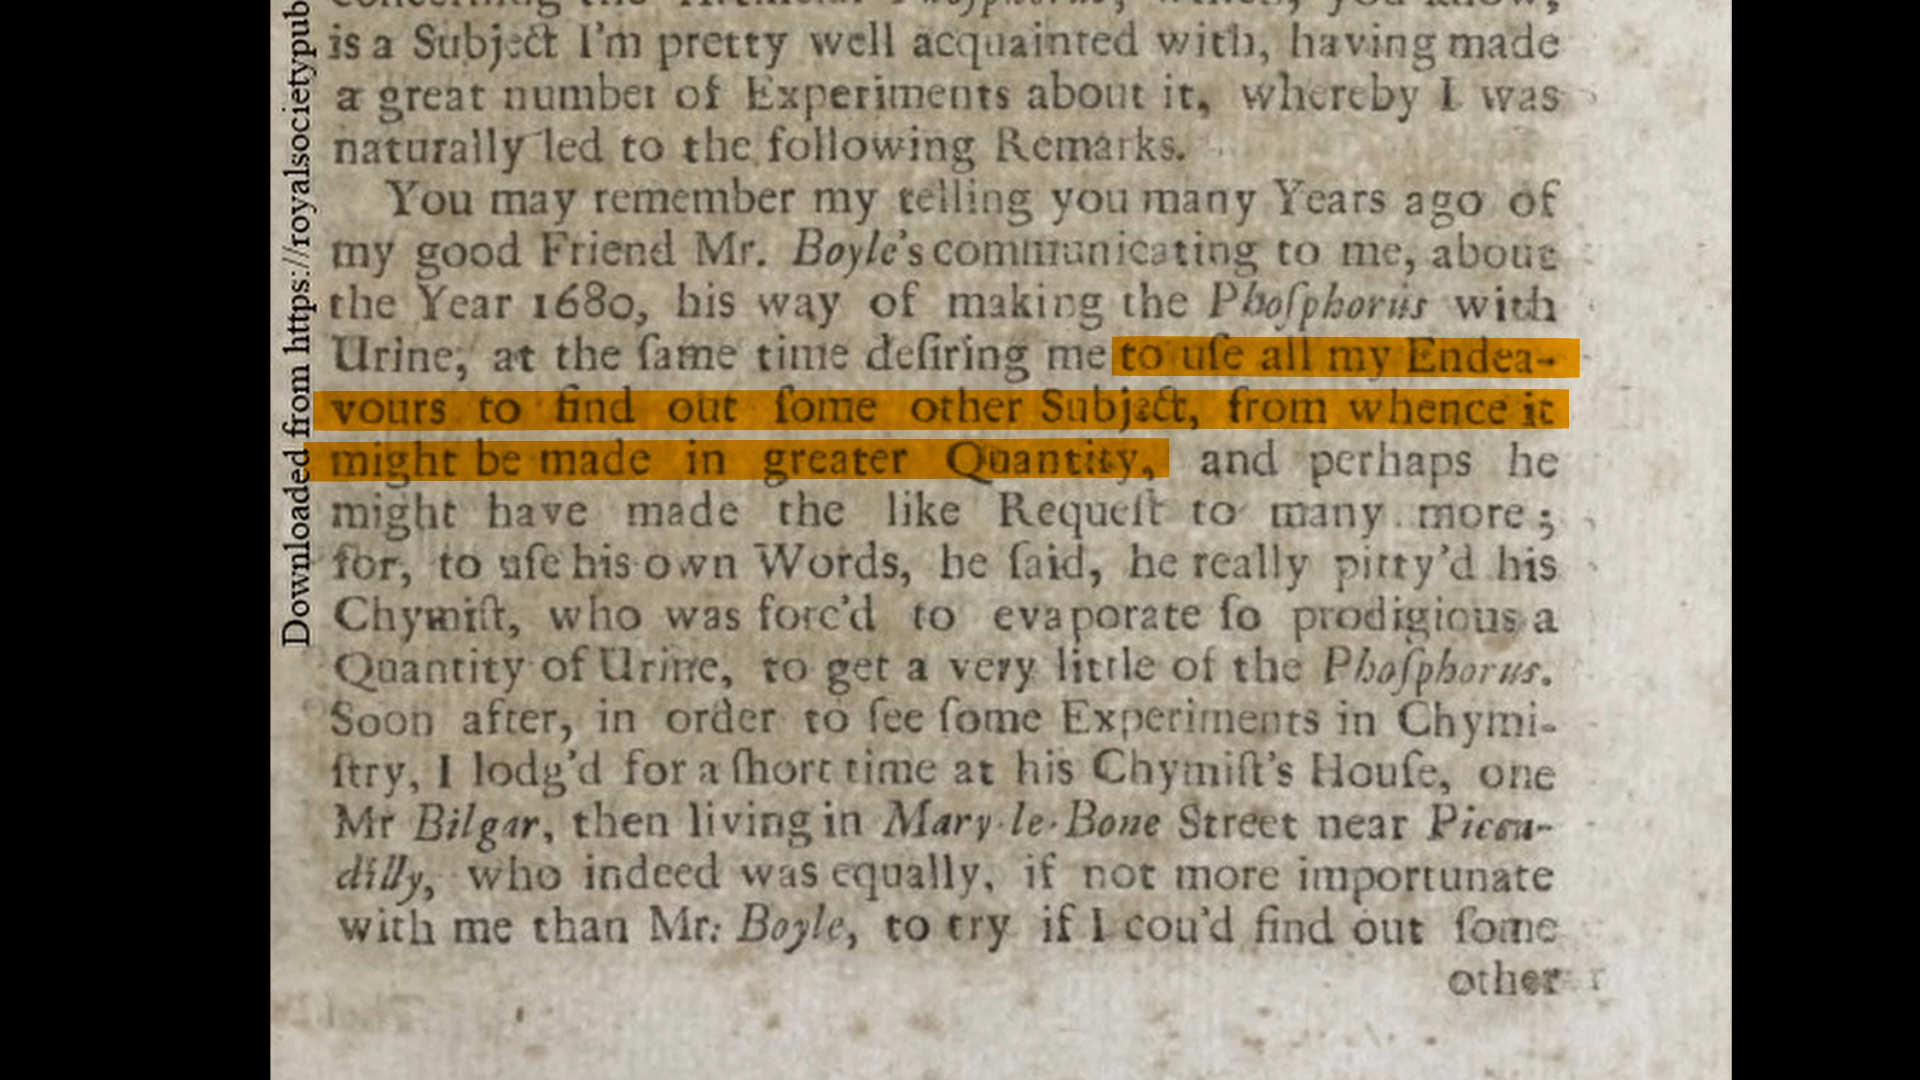 concerning the Artificial Phoſphorus, which, you know,
is a Subject I'm pretty well acquainted with, having made
a great number of Experiments about it, whereby I was
naturally led to the following Remarks.
You may remember my telling you many Years ago of
my good Friend Mr. Boyle's communicating to me, about
the Year 1680, his way of making the Phoſphorus with
Urine, at the ſame time deſiring me to uſe all my Endea-
vours to find out ſome other Subject, from whence it
might be made in greater Quantity, and perhaps he
might have made the like Requeſt to many more;
for, to uſe his own Words, he ſaid, he really pitty'd his
Chymiſt, who was forc'd to evaporate ſo prodigious a
Quantity of Urine, to get a very little of the Phoſphorus.
Soon after, in order to ſee ſome Experiments in Chymi-
ſtry, I lodg'd for a ſhort time at his Chymiſt's Houſe, one
Mr Bilgar, then living in Mary-le-Bone Street near Picca-
dilly, who indeed was equally, if not more importunate
with me than Mr. Boyle, to try if I cou'd find out ſome
other
Downloaded from https://royalsocietypub